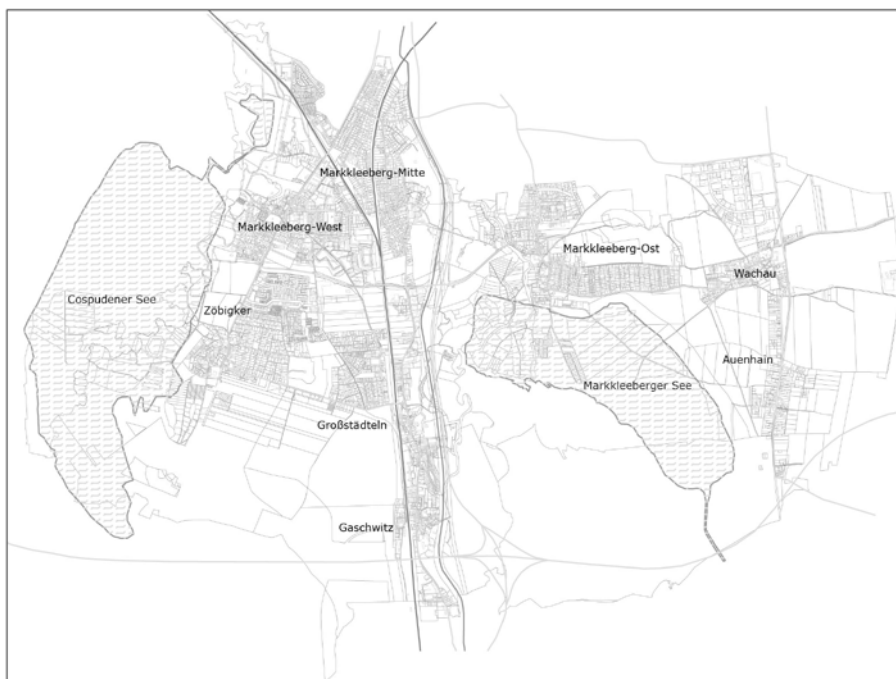 Markkleeberg-Mitte
Markkleeberg-West
Markkleeberg-Ost
Wachau
Cospudener See
Zöbigker
Auenhain
Markkleeberger See
Großstädteln
Gaschwitz